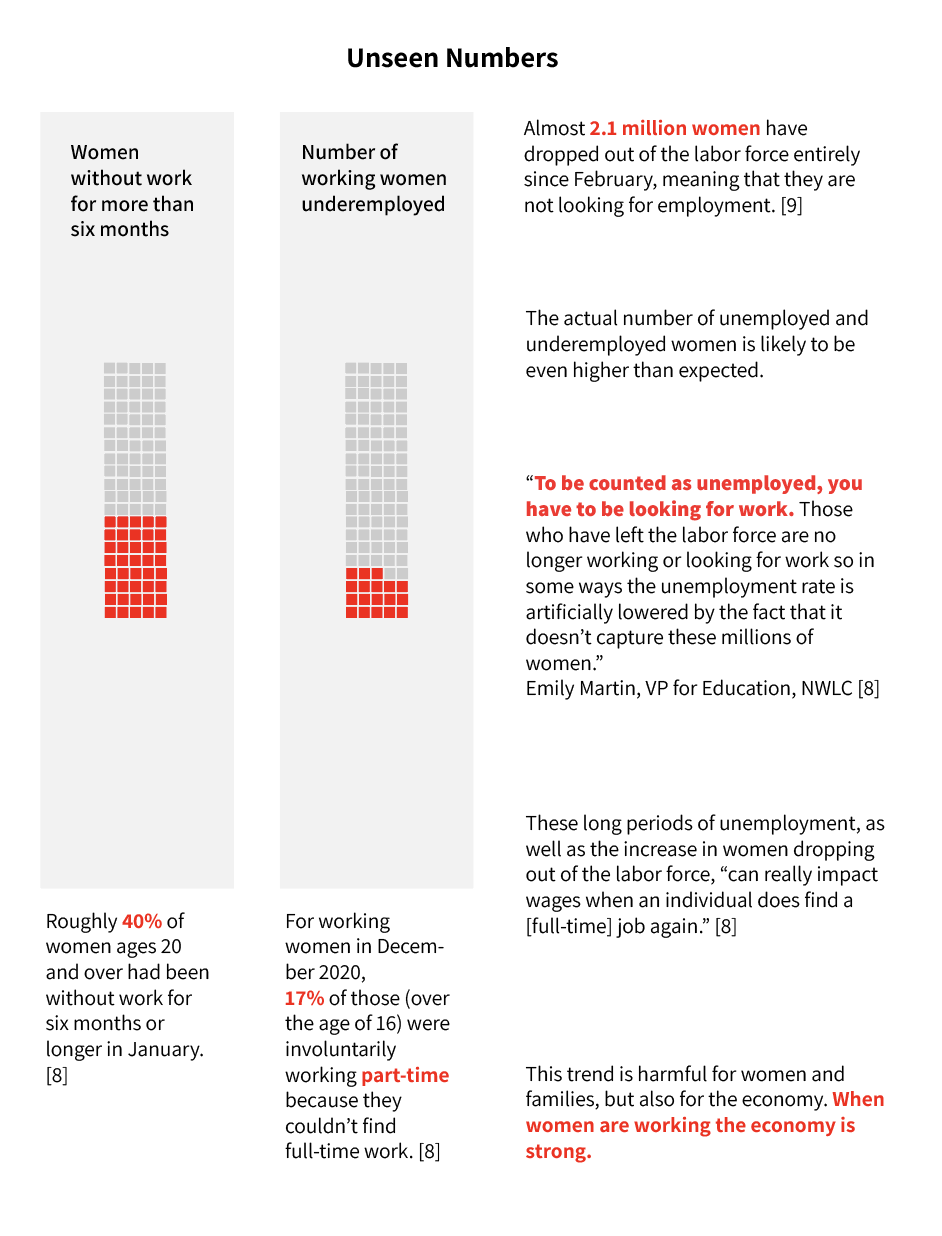 Unseen Numbers
Women
without work
for more than
six months
Number of
working women
underemployed
Roughly 40% of
women ages 20
and over had been
without work for
six months or
longer in January.
[8]
For working
women in Decem-
ber 2020,
17% of those (over
the age of 16) were
involuntarily
working part-time
because they
couldn’t find
full-time work. [8]
Almost 2.1 million women have
dropped out of the labor force entirely
since February, meaning that they are
not looking for employment. [9]
The actual number of unemployed and
underemployed women is likely to be
even higher than expected.
“To be counted as unemployed, you
have to be looking for work. Those
who have left the labor force are no
longer working or looking for work so in
some ways the unemployment rate is
artificially lowered by the fact that it
doesn’t capture these millions of
women.”
Emily Martin, VP for Education, NWLC [8]
These long periods of unemployment, as
well as the increase in women dropping
out of the labor force, “can really impact
wages when an individual does find a
[full-time] job again.” [8]
This trend is harmful for women and
families, but also for the economy. When
women are working the economy is
strong.